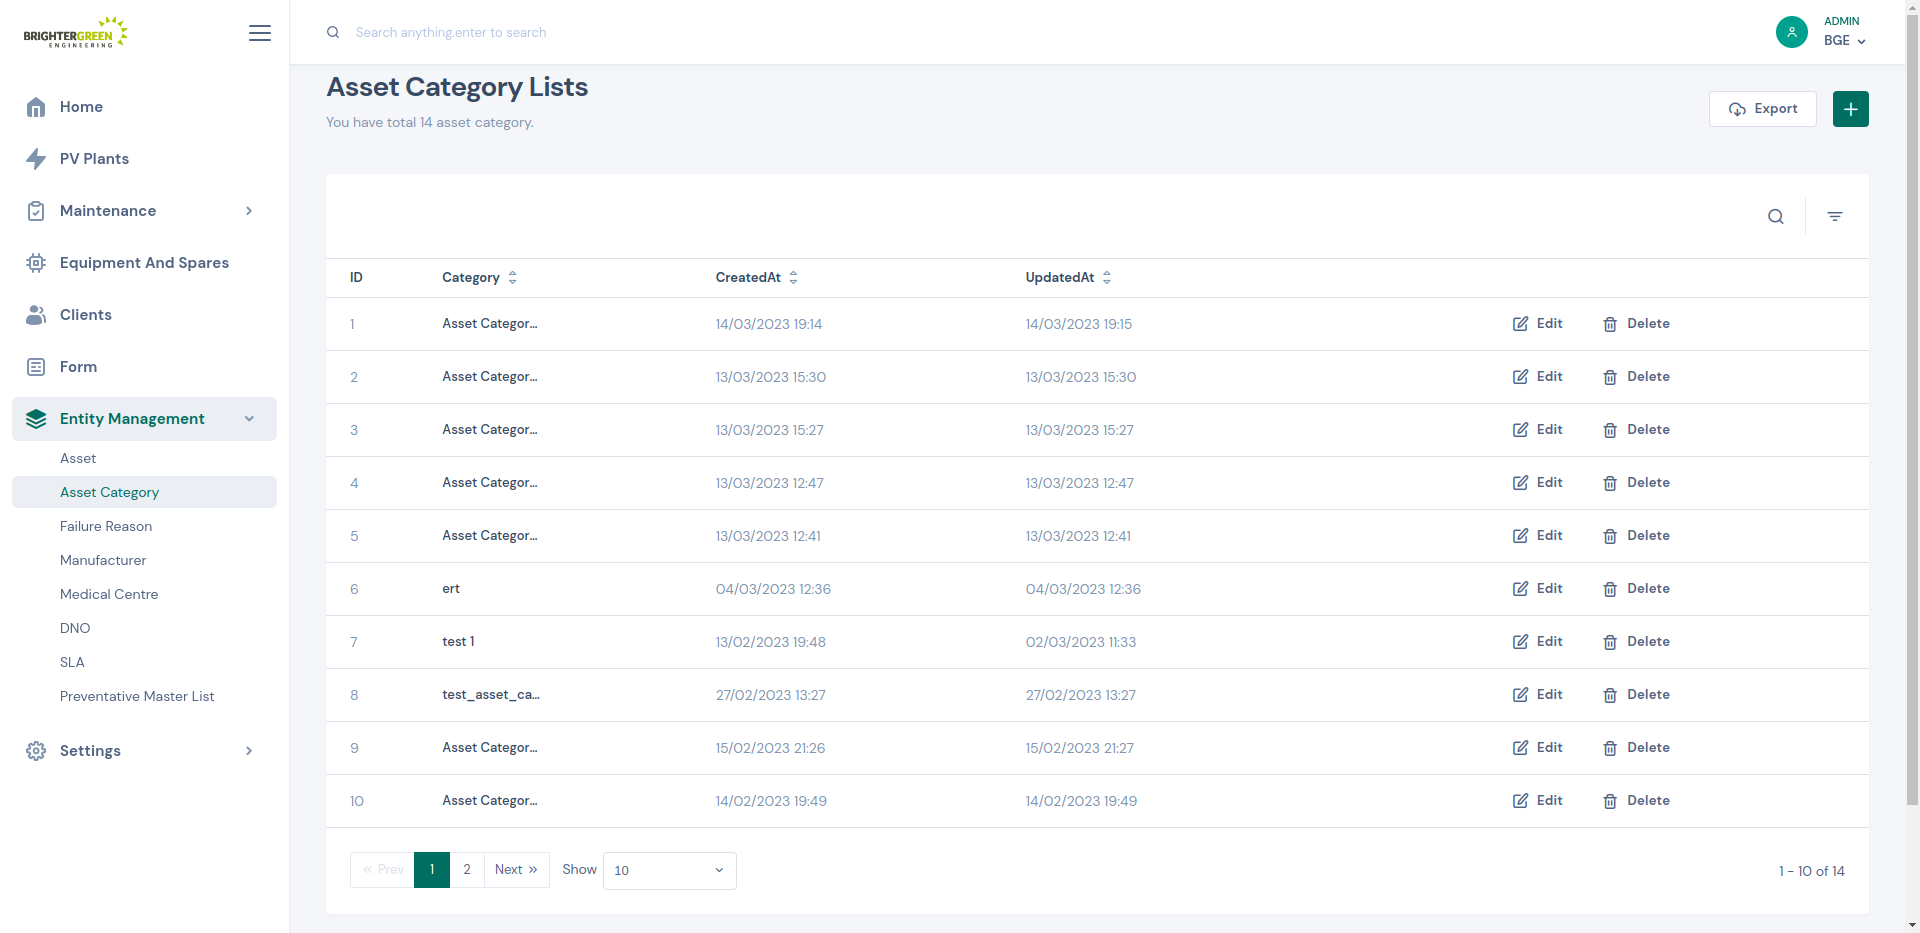 BRIGHTERGREEN
ENGINEERING
Search anything.enter to search
ADMIN
BGE
Home
PV Plants
Maintenance
Equipment And Spares
Clients
Form
Entity Management
Asset
Asset Category
Failure Reason
Manufacturer
Medical Centre
DNO
SLA
Preventative Master List
Settings
Asset Category Lists
You have total 14 asset category.
Export
ID Category CreatedAt UpdatedAt
1 Asset Categor... 14/03/2023 19:14 14/03/2023 19:15 Edit Delete
2 Asset Categor... 13/03/2023 15:30 13/03/2023 15:30 Edit Delete
3 Asset Categor... 13/03/2023 15:27 13/03/2023 15:27 Edit Delete
4 Asset Categor... 13/03/2023 12:47 13/03/2023 12:47 Edit Delete
5 Asset Categor... 13/03/2023 12:41 13/03/2023 12:41 Edit Delete
6 ert 04/03/2023 12:36 04/03/2023 12:36 Edit Delete
7 test 1 13/02/2023 19:48 02/03/2023 11:33 Edit Delete
8 test_asset_ca... 27/02/2023 13:27 27/02/2023 13:27 Edit Delete
9 Asset Categor... 15/02/2023 21:26 15/02/2023 21:27 Edit Delete
10 Asset Categor... 14/02/2023 19:49 14/02/2023 19:49 Edit Delete
« Prev 1 2 Next » Show 10 1 - 10 of 14